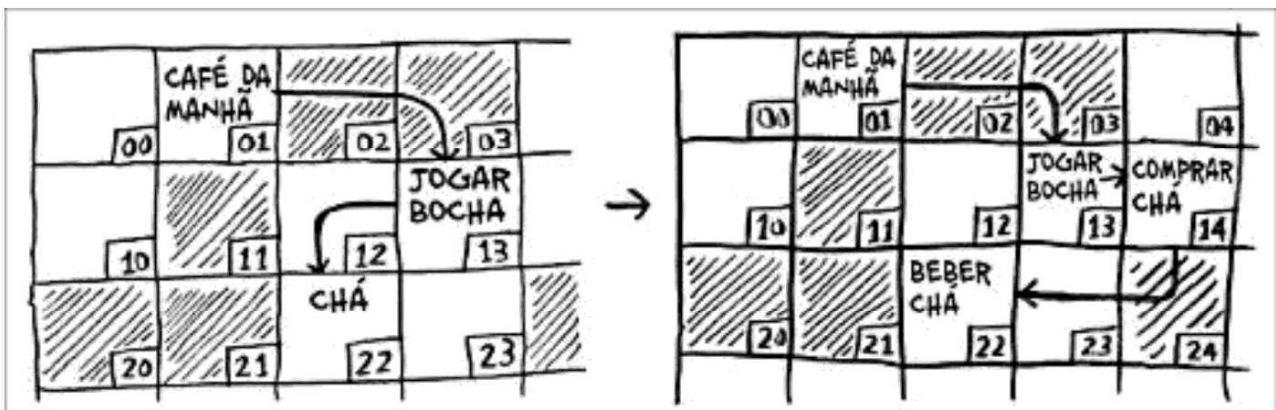 CAFÉ DA
MANHÃ
00
01
02
03
JOGAR
BOCHA
10
11
12
13
CHÁ
20
21
22
23
CAFÉ DA
MANHÃ
00
01
02
03
04
JOGAR
BOCHA
COMPRAR
CHÁ
10
11
12
13
14
BEBER
CHÁ
20
21
22
23
24